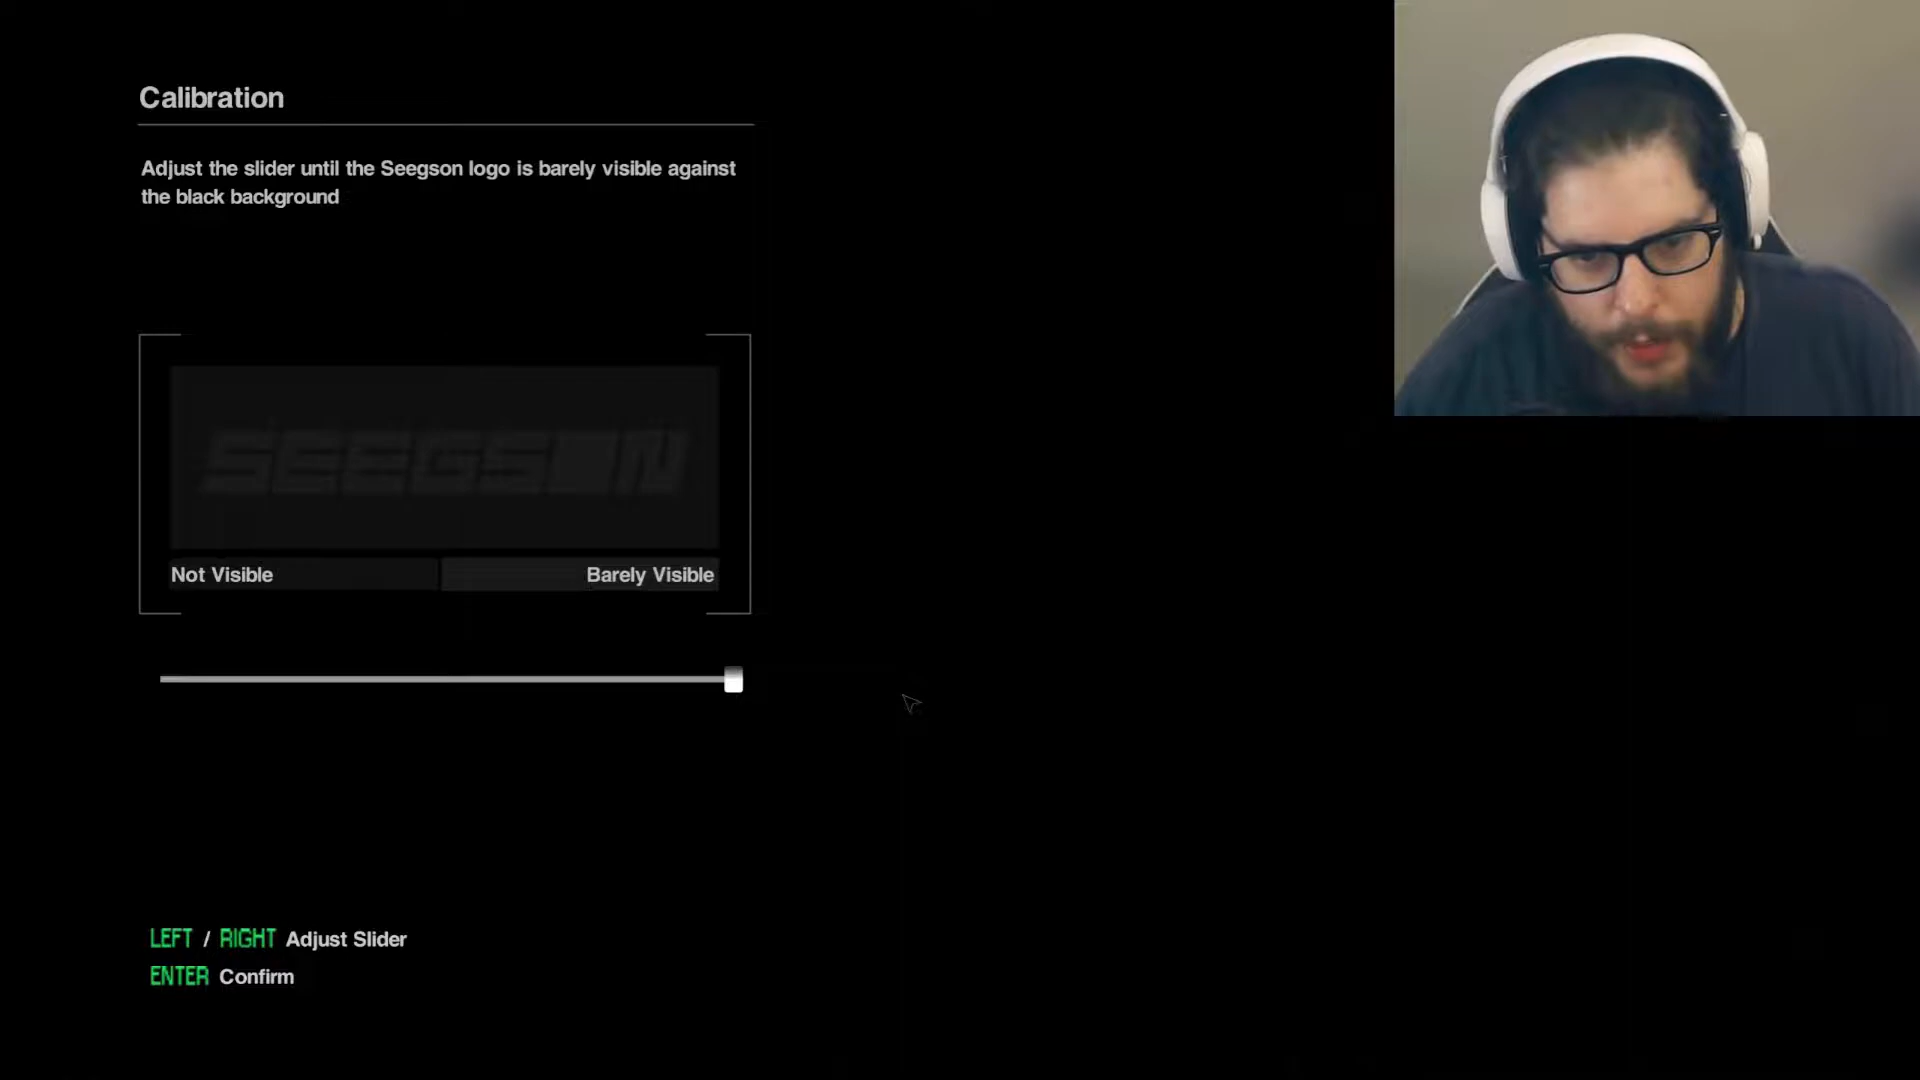 Calibration
Adjust the slider until the Seegson logo is barely visible against
the black background
SEEGSON
Not Visible
Barely Visible
LEFT / RIGHT Adjust Slider
ENTER Confirm